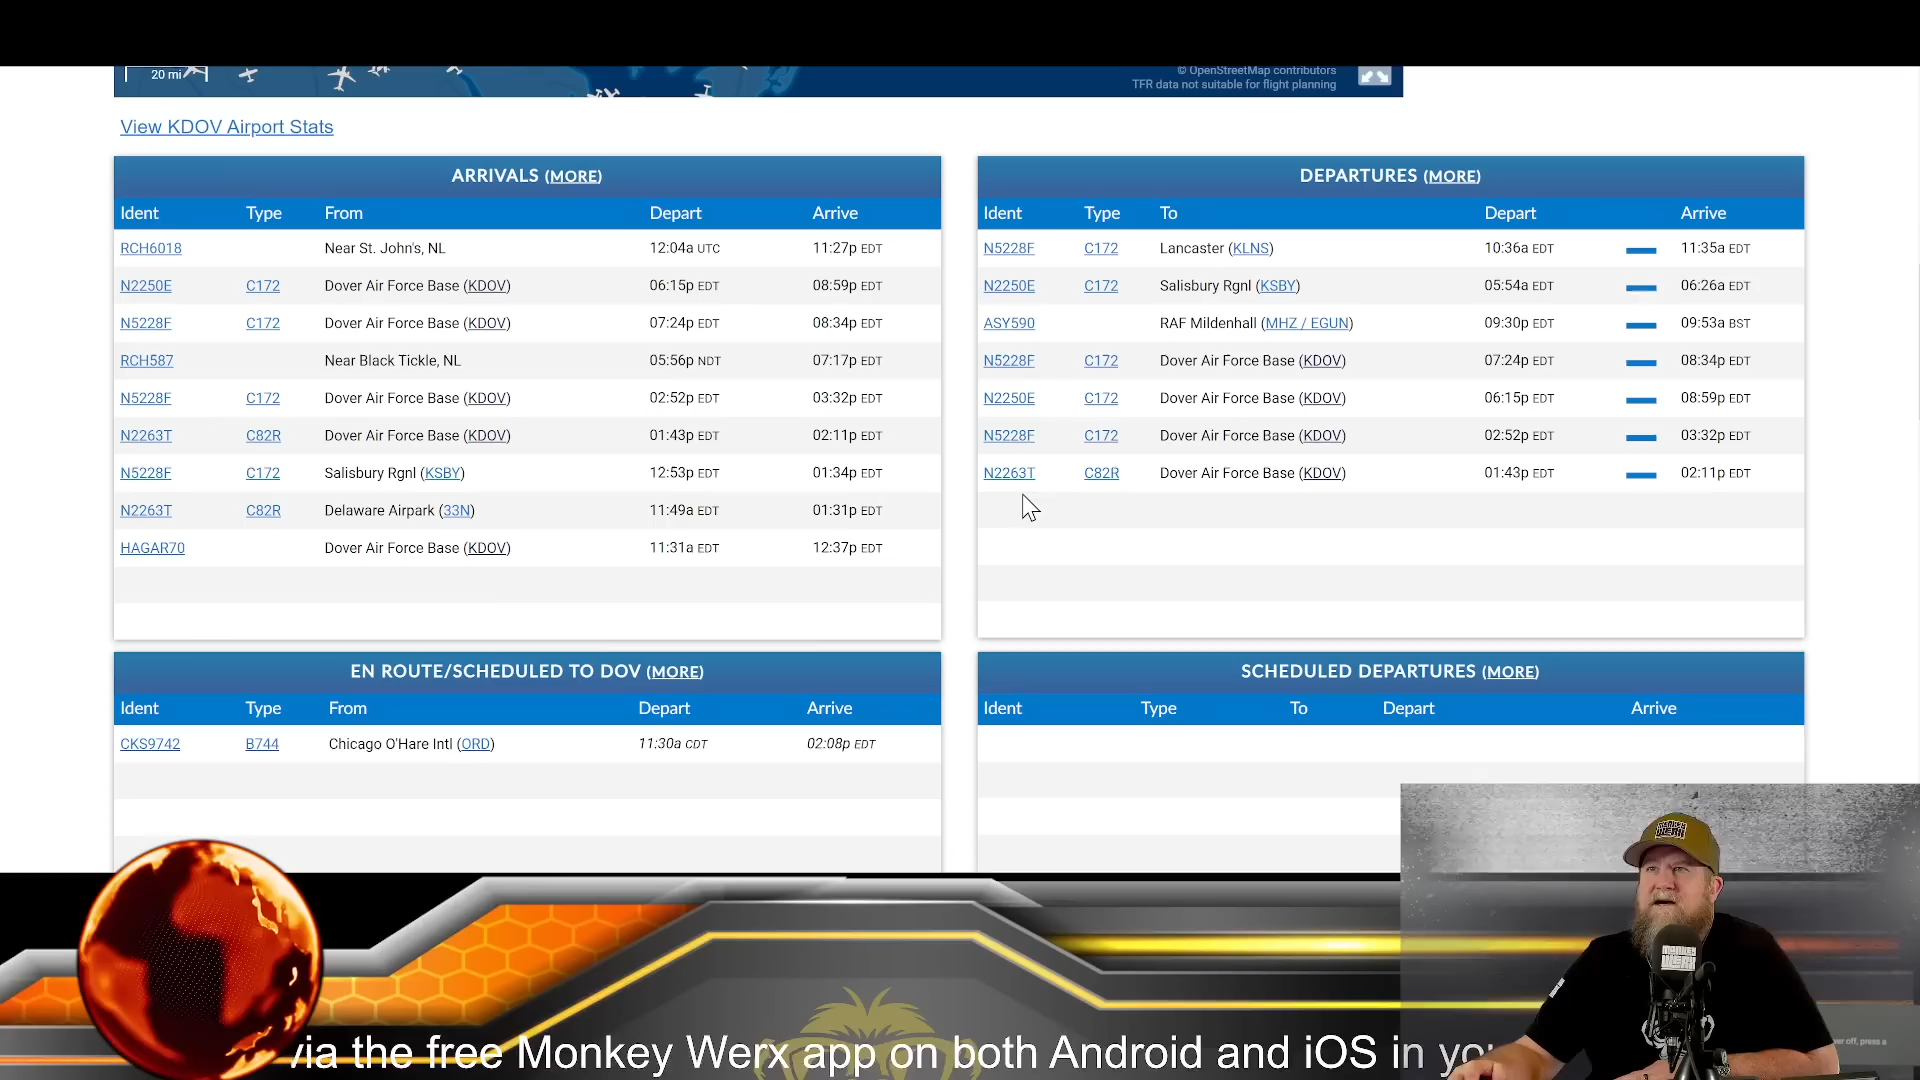 20 mi
© OpenStreetMap contributors
TFR data not suitable for flight planning
View KDOV Airport Stats
ARRIVALS (MORE)
Ident Type From Depart Arrive
RCH6018 Near St. John's, NL 12:04a UTC 11:27p EDT
N2250E C172 Dover Air Force Base (KDOV) 06:15p EDT 08:59p EDT
N5228F C172 Dover Air Force Base (KDOV) 07:24p EDT 08:34p EDT
RCH587 Near Black Tickle, NL 05:56p NDT 07:17p EDT
N5228F C172 Dover Air Force Base (KDOV) 02:52p EDT 03:32p EDT
N2263T C82R Dover Air Force Base (KDOV) 01:43p EDT 02:11p EDT
N5228F C172 Salisbury Rgnl (KSBY) 12:53p EDT 01:34p EDT
N2263T C82R Delaware Airpark (33N) 11:49a EDT 01:31p EDT
HAGAR70 Dover Air Force Base (KDOV) 11:31a EDT 12:37p EDT
DEPARTURES (MORE)
Ident Type To Depart Arrive
N5228F C172 Lancaster (KLNS) 10:36a EDT 11:35a EDT
N2250E C172 Salisbury Rgnl (KSBY) 05:54a EDT 06:26a EDT
ASY590 RAF Mildenhall (MHZ / EGUN) 09:30p EDT 09:53a BST
N5228F C172 Dover Air Force Base (KDOV) 07:24p EDT 08:34p EDT
N2250E C172 Dover Air Force Base (KDOV) 06:15p EDT 08:59p EDT
N5228F C172 Dover Air Force Base (KDOV) 02:52p EDT 03:32p EDT
N2263T C82R Dover Air Force Base (KDOV) 01:43p EDT 02:11p EDT
EN ROUTE/SCHEDULED TO DOV (MORE)
Ident Type From Depart Arrive
CKS9742 B744 Chicago O'Hare Intl (ORD) 11:30a CDT 02:08p EDT
SCHEDULED DEPARTURES (MORE)
Ident Type To Depart Arrive
MONKEY
WERX
MONKEY
WERX
via the free Monkey Werx app on both Android and iOS in yo